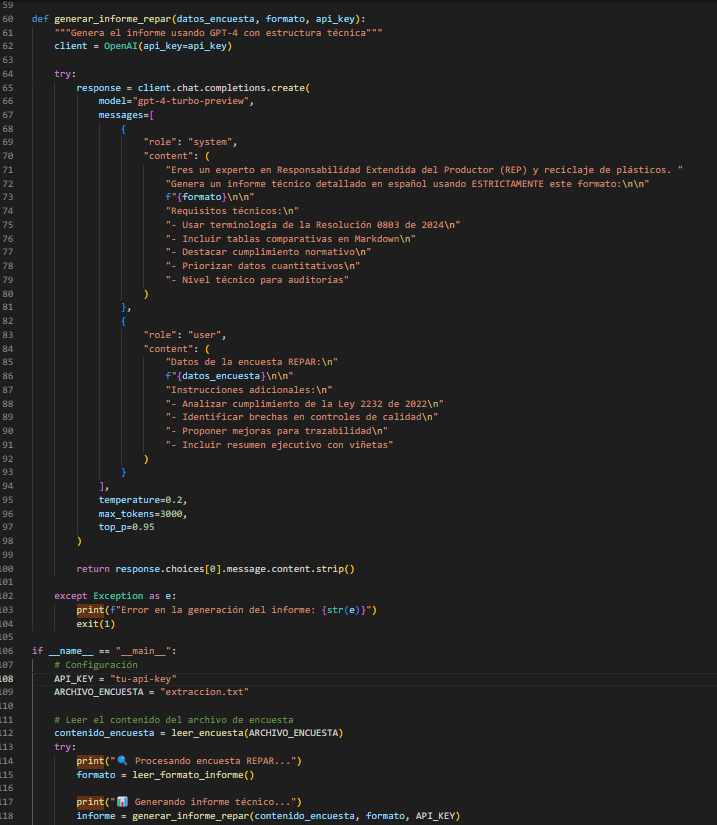 59
60 def generar_informe_repar(datos_encuesta, formato, api_key):
61     """Genera el informe usando GPT-4 con estructura técnica"""
62     client = OpenAI(api_key=api_key)
63
64     try:
65         response = client.chat.completions.create(
66             model="gpt-4-turbo-preview",
67             messages=[
68                 {
69                     "role": "system",
70                     "content": (
71                         "Eres un experto en Responsabilidad Extendida del Productor (REP) y reciclaje de plásticos. "
72                         "Genera un informe técnico detallado en español usando ESTRICTAMENTE este formato:\n\n"
73                         f"{formato}\n\n"
74                         "Requisitos técnicos:\n"
75                         "- Usar terminología de la Resolución 0803 de 2024\n"
76                         "- Incluir tablas comparativas en Markdown\n"
77                         "- Destacar cumplimiento normativo\n"
78                         "- Priorizar datos cuantitativos\n"
79                         "- Nivel técnico para auditorías"
80                     )
81                 },
82                 {
83                     "role": "user",
84                     "content": (
85                         "Datos de la encuesta REPAR:\n"
86                         f"{datos_encuesta}\n\n"
87                         "Instrucciones adicionales:\n"
88                         "- Analizar cumplimiento de la Ley 2232 de 2022\n"
89                         "- Identificar brechas en controles de calidad\n"
90                         "- Proponer mejoras para trazabilidad\n"
91                         "- Incluir resumen ejecutivo con viñetas"
92                     )
93                 }
94             ],
95             temperature=0.2,
96             max_tokens=3000,
97             top_p=0.95
98         )
99
100         return response.choices[0].message.content.strip()
101
102     except Exception as e:
103         print(f"Error en la generación del informe: {str(e)}")
104         exit(1)
105
106 if __name__ == "__main__":
107     # Configuración
108     API_KEY = "tu-api-key"
109     ARCHIVO_ENCUESTA = "extraccion.txt"
110
111     # Leer el contenido del archivo de encuesta
112     contenido_encuesta = leer_encuesta(ARCHIVO_ENCUESTA)
113     try:
114         print("🔍 Procesando encuesta REPAR...")
115         formato = leer_formato_informe()
116
117         print("📊 Generando informe técnico...")
118         informe = generar_informe_repar(contenido_encuesta, formato, API_KEY)